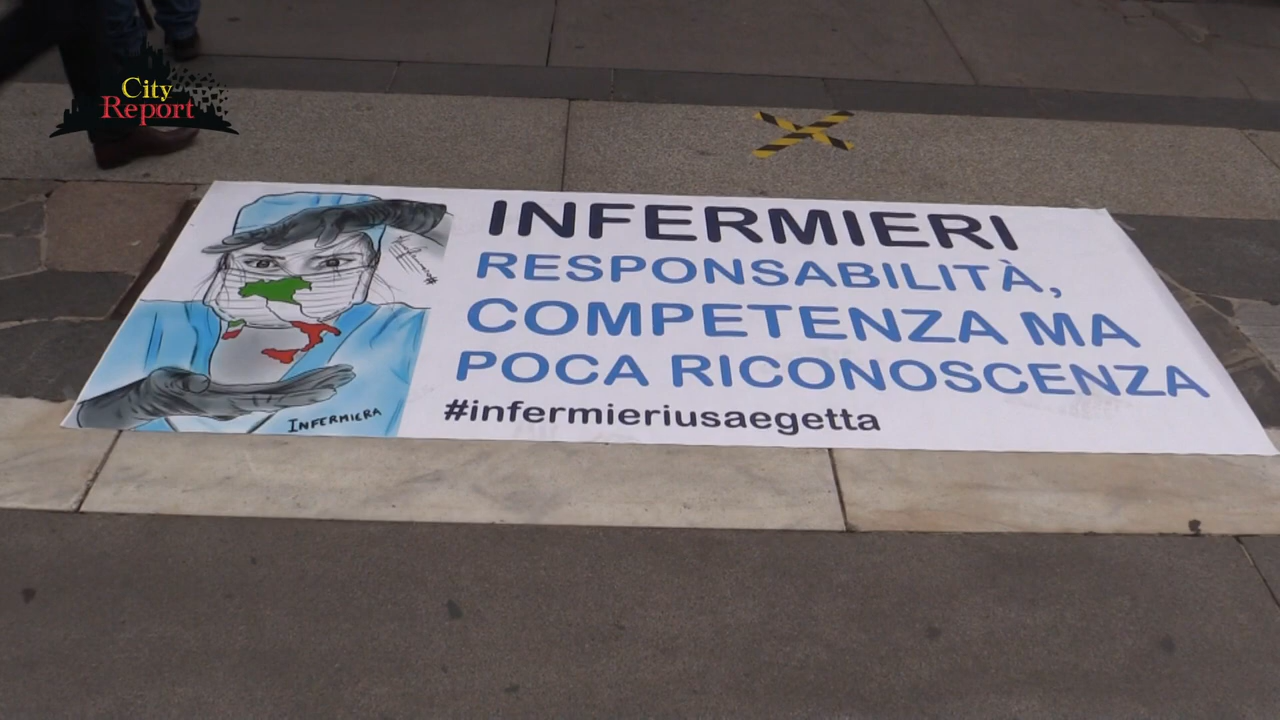 City
Report
INFERMIERI
RESPONSABILITÀ,
COMPETENZA MA
POCA RICONOSCENZA
#infermieriusaegetta
INFERMIERA